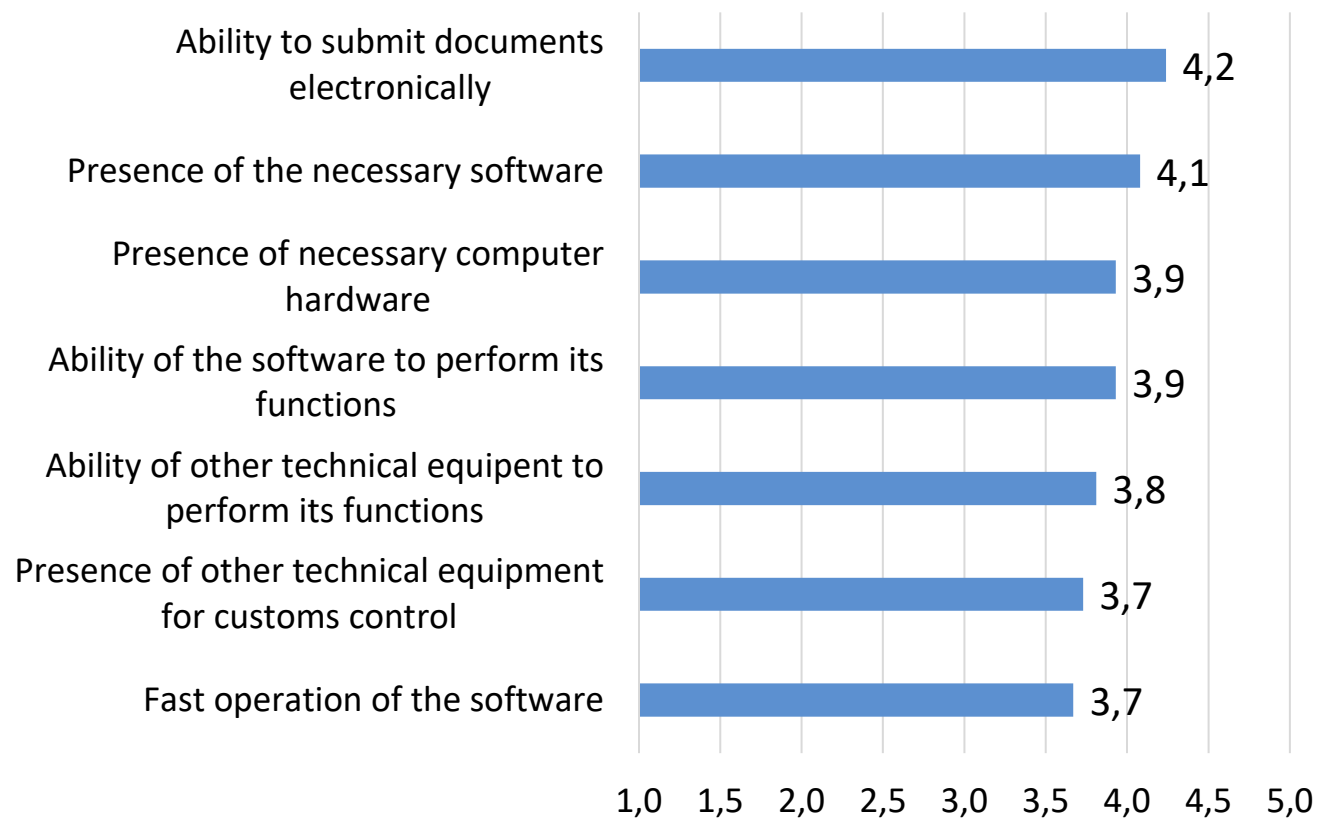 Ability to submit documents
electronically
4,2
Presence of the necessary software
4,1
Presence of necessary computer
hardware
3,9
Ability of the software to perform its
functions
3,9
Ability of other technical equipent to
perform its functions
3,8
Presence of other technical equipment
for customs control
3,7
Fast operation of the software
3,7
1,0 1,5 2,0 2,5 3,0 3,5 4,0 4,5 5,0